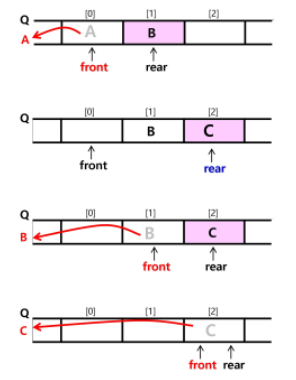 Q [0] [1] [2]
A A B
front rear
Q [0] [1] [2]
B C
front rear
Q [0] [1] [2]
B B C
front rear
Q [0] [1] [2]
C C
front rear